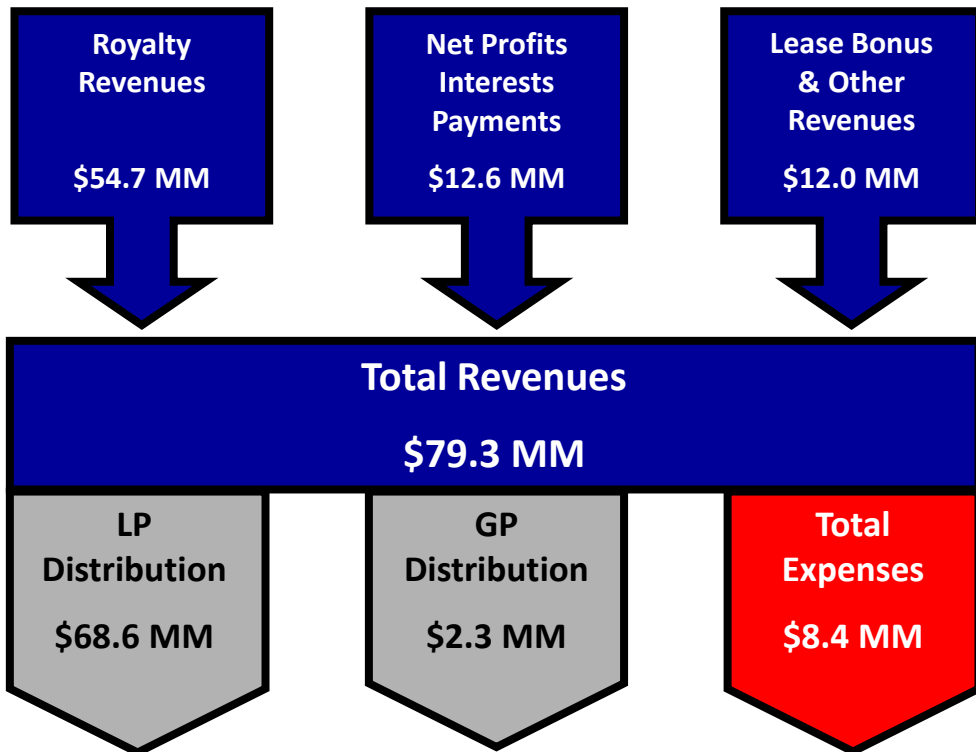 Royalty
Revenues
$54.7 MM
Net Profits
Interests
Payments
$12.6 MM
Lease Bonus
& Other
Revenues
$12.0 MM
Total Revenues
$79.3 MM
LP
Distribution
$68.6 MM
GP
Distribution
$2.3 MM
Total
Expenses
$8.4 MM